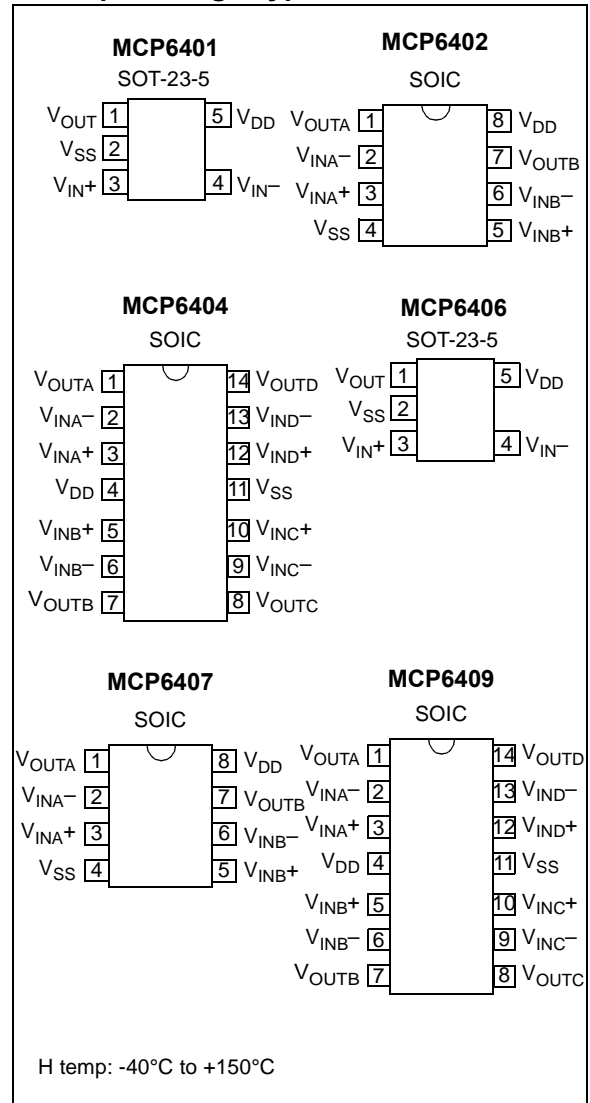 MCP6401
SOT-23-5
VOUT 1 5 VDD
VSS 2
VIN+ 3 4 VIN–
MCP6402
SOIC
VOUTA 1 8 VDD
VINA– 2 7 VOUTB
VINA+ 3 6 VINB–
VSS 4 5 VINB+
MCP6404
SOIC
VOUTA 1 14 VOUTD
VINA– 2 13 VIND–
VINA+ 3 12 VIND+
VDD 4 11 VSS
VINB+ 5 10 VINC+
VINB– 6 9 VINC–
VOUTB 7 8 VOUTC
MCP6406
SOT-23-5
VOUT 1 5 VDD
VSS 2
VIN+ 3 4 VIN–
MCP6407
SOIC
VOUTA 1 8 VDD
VINA– 2 7 VOUTB
VINA+ 3 6 VINB–
VSS 4 5 VINB+
MCP6409
SOIC
VOUTA 1 14 VOUTD
VINA– 2 13 VIND–
VINA+ 3 12 VIND+
VDD 4 11 VSS
VINB+ 5 10 VINC+
VINB– 6 9 VINC–
VOUTB 7 8 VOUTC
H temp: -40°C to +150°C